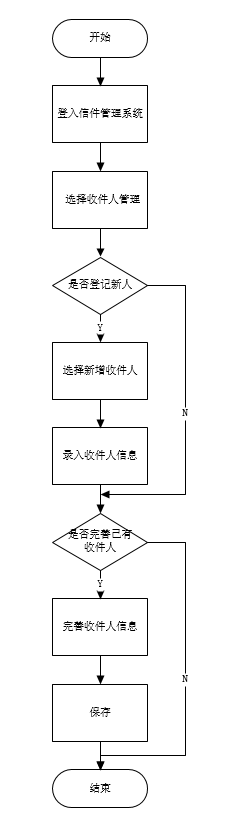 开始
登入信件管理系统
选择收件人管理
是否登记新人
Y
选择新增收件人
N
录入收件人信息
是否完善已有
收件人
Y
完善收件人信息
N
保存
结束